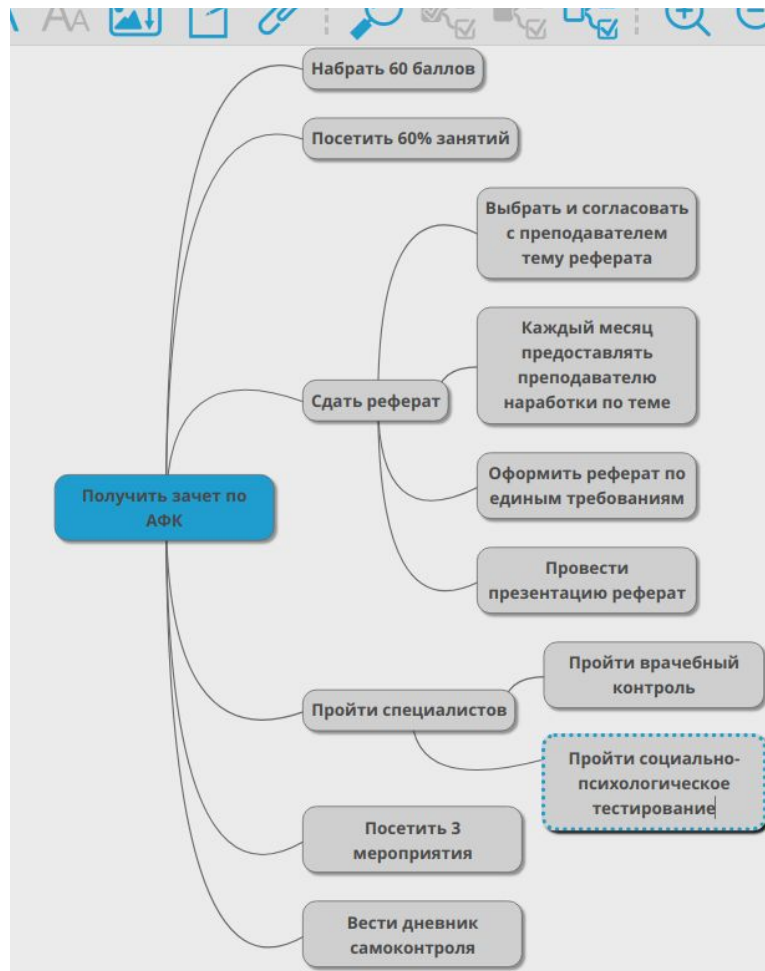 AA
Набрать 60 баллов
Посетить 60% занятий
Выбрать и согласовать
с преподавателем
тему реферата
Каждый месяц
предоставлять
преподавателю
наработки по теме
Сдать реферат
Оформить реферат по
единым требованиям
Получить зачет по
АФК
Провести
презентацию реферат
Пройти врачебный
контроль
Пройти специалистов
Пройти социально-
психологическое
тестирование
Посетить 3
мероприятия
Вести дневник
самоконтроля